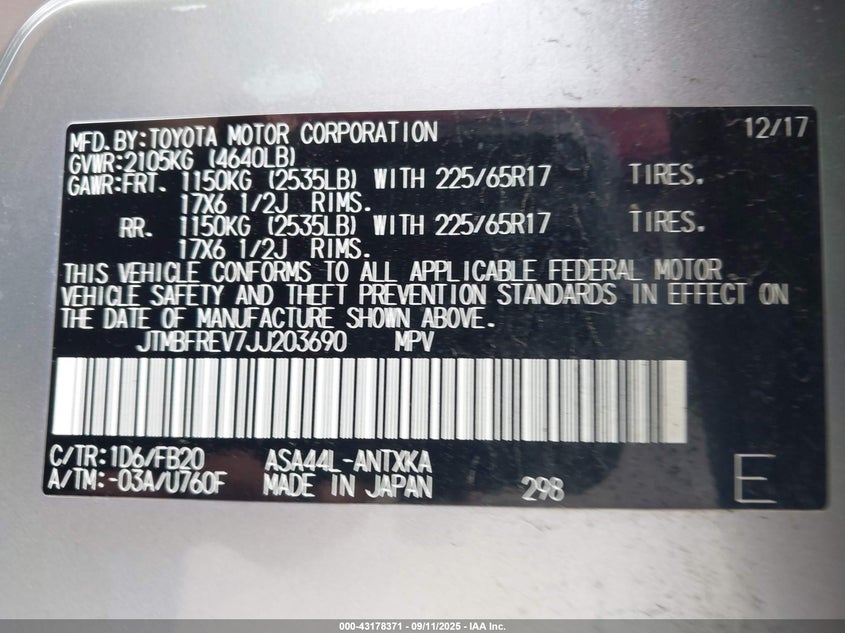 MFD. BY: TOYOTA MOTOR CORPORATION 12/17
GVWR: 2105KG (4640LB)
GAWR: FRT. 1150KG (2535LB) WITH 225/65R17 TIRES.
17X6 1/2J RIMS.
RR. 1150KG (2535LB) WITH 225/65R17 TIRES.
17X6 1/2J RIMS.
THIS VEHICLE CONFORMS TO ALL APPLICABLE FEDERAL MOTOR
VEHICLE SAFETY AND THEFT PREVENTION STANDARDS IN EFFECT ON
THE DATE OF MANUFACTURE SHOWN ABOVE.
JTMBFREV7JJ203690 MPV
C/TR: 1D6/FB20 ASA44L-ANTXKA
A/TM: -03A/U760F MADE IN JAPAN 298 E
000-43178371 - 09/11/2025 - IAA Inc.